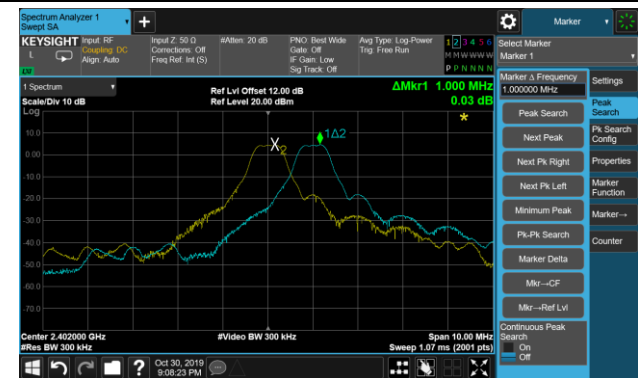 Spectrum Analyzer 1
Swept SA
Marker
KEYSIGHT
Input: RF
Coupling: DC
Align: Auto
Input Z: 50 Ω
Corrections: Off
Freq Ref: Int (S)
#Atten: 20 dB
PNO: Best Wide
Gate: Off
IF Gain: Low
Sig Track: Off
Avg Type: Log-Power
Trig: Free Run
1 2 3 4 5 6
M M W W W W
P P N N N N
L
Select Marker
Marker 1
1 Spectrum
Scale/Div 10 dB
Log
Ref Lvl Offset 12.00 dB
Ref Level 20.00 dBm
ΔMkr1 1.000 MHz
0.03 dB
10.0
0.00
-10.0
-20.0
-30.0
-40.0
-50.0
-60.0
-70.0
X2
1Δ2
Center 2.402000 GHz
#Res BW 300 kHz
#Video BW 300 kHz
Span 10.00 MHz
Sweep 1.07 ms (2001 pts)
Marker Δ Frequency
1.000000 MHz
Peak Search
Next Peak
Next Pk Right
Next Pk Left
Minimum Peak
Pk-Pk Search
Marker Delta
Mkr→CF
Mkr→Ref Lvl
Continuous Peak
Search
On
Off
Settings
Peak
Search
Pk Search
Config
Properties
Marker
Function
Marker→
Counter
?
Oct 30, 2019
9:08:23 PM